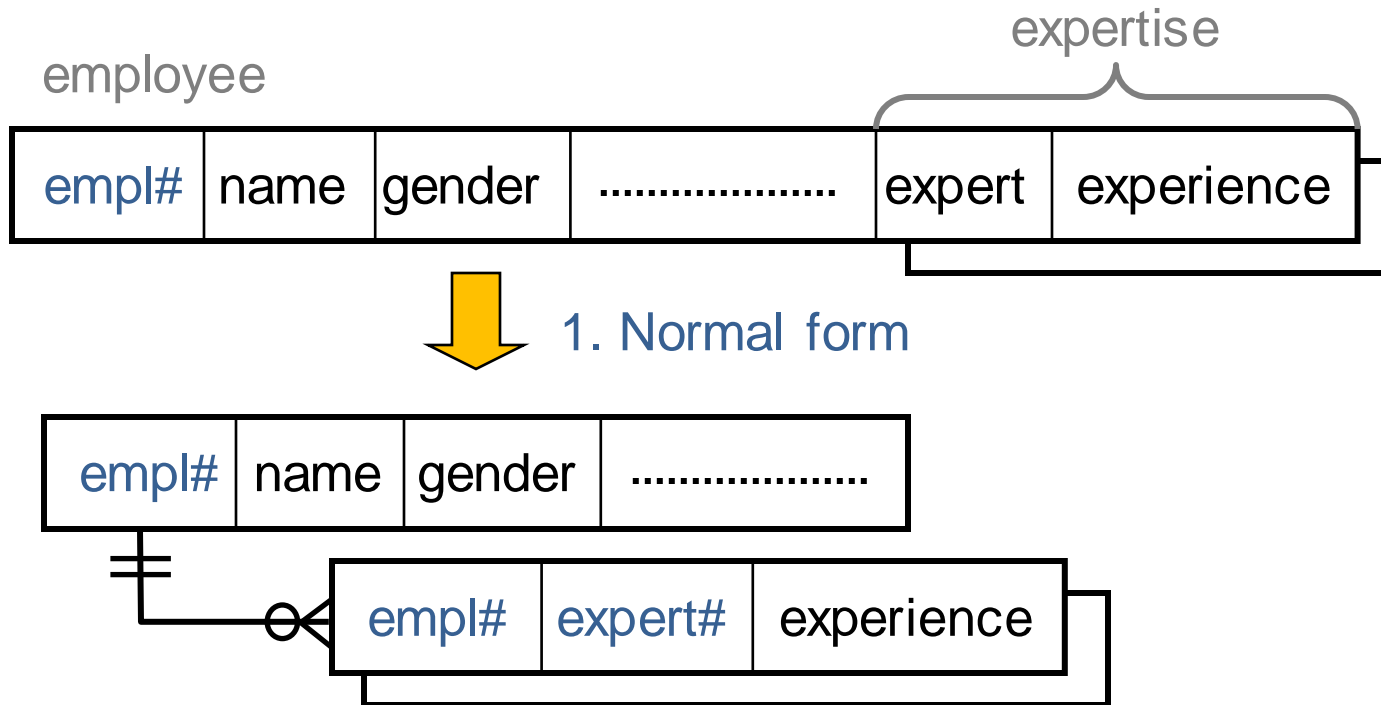 expertise
employee
empl# name gender .................... expert experience
1. Normal form
empl# name gender ....................
empl# expert# experience